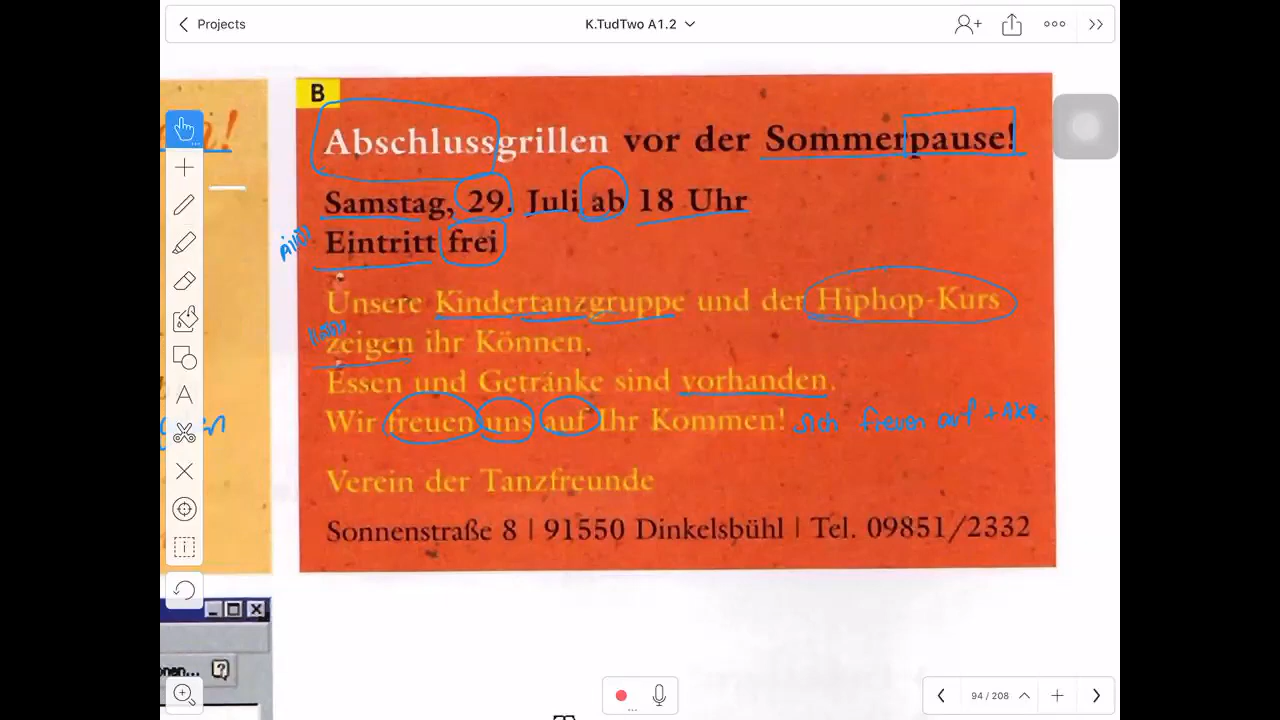 Projects
K.TudTwo A1.2
B
Abschlussgrillen vor der Sommerpause!
Samstag, 29. Juli ab 18 Uhr
Eintritt frei
Unsere Kindertanzgruppe und der Hiphop-Kurs
zeigen ihr Können.
Essen und Getränke sind vorhanden.
Wir freuen uns auf Ihr Kommen! sich freuen auf + AKK.
Verein der Tanzfreunde
Sonnenstraße 8 | 91550 Dinkelsbühl | Tel. 09851/2332
94 / 208